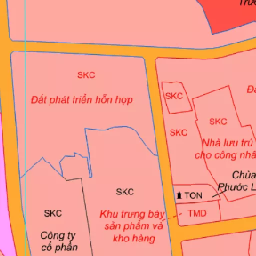 SKC
Đất phát triển hỗn hợp
SKC
SKC
SKC
Nhà lưu trú
cho công nhâ
Chùa
Phước L
TON
SKC
Khu trưng bày
sản phẩm và
kho hàng
TMD
SKC
Công ty
cổ phần